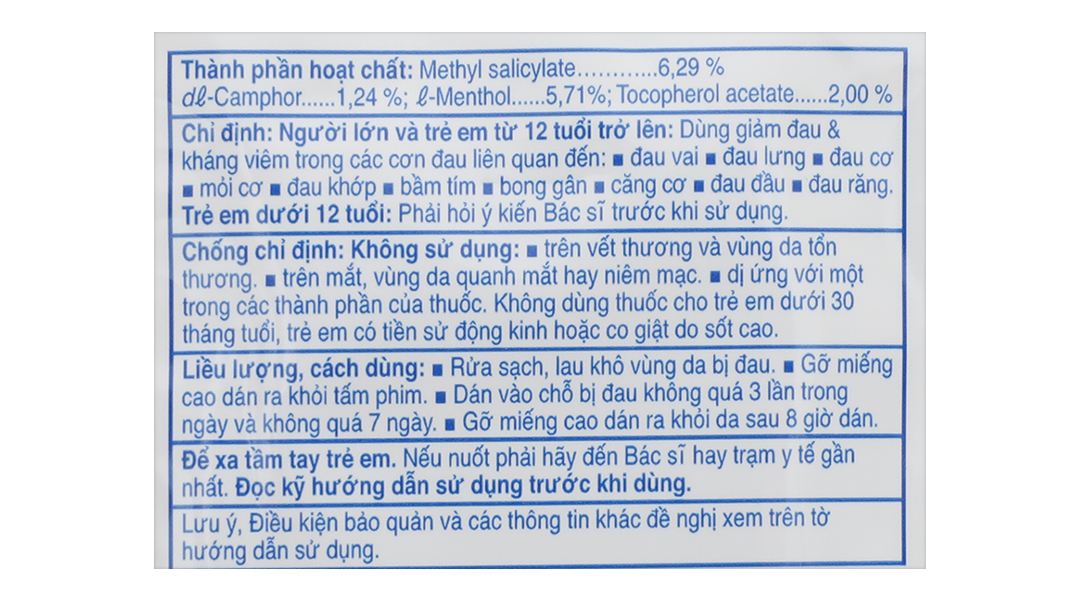 Thành phần hoạt chất: Methyl salicylate............6,29 %
dℓ-Camphor......1,24 %; ℓ-Menthol......5,71%; Tocopherol acetate......2,00 %
Chỉ định: Người lớn và trẻ em từ 12 tuổi trở lên: Dùng giảm đau &
kháng viêm trong các cơn đau liên quan đến: ■ đau vai ■ đau lưng ■ đau cơ
■ mỏi cơ ■ đau khớp ■ bầm tím ■ bong gân ■ căng cơ ■ đau đầu ■ đau răng.
Trẻ em dưới 12 tuổi: Phải hỏi ý kiến Bác sĩ trước khi sử dụng.
Chống chỉ định: Không sử dụng: ■ trên vết thương và vùng da tổn
thương. ■ trên mắt, vùng da quanh mắt hay niêm mạc. ■ dị ứng với một
trong các thành phần của thuốc. Không dùng thuốc cho trẻ em dưới 30
tháng tuổi, trẻ em có tiền sử động kinh hoặc co giật do sốt cao.
Liều lượng, cách dùng: ■ Rửa sạch, lau khô vùng da bị đau. ■ Gỡ miếng
cao dán ra khỏi tấm phim. ■ Dán vào chỗ bị đau không quá 3 lần trong
ngày và không quá 7 ngày. ■ Gỡ miếng cao dán ra khỏi da sau 8 giờ dán.
Để xa tầm tay trẻ em. Nếu nuốt phải hãy đến Bác sĩ hay trạm y tế gần
nhất. Đọc kỹ hướng dẫn sử dụng trước khi dùng.
Lưu ý, Điều kiện bảo quản và các thông tin khác đề nghị xem trên tờ
hướng dẫn sử dụng.